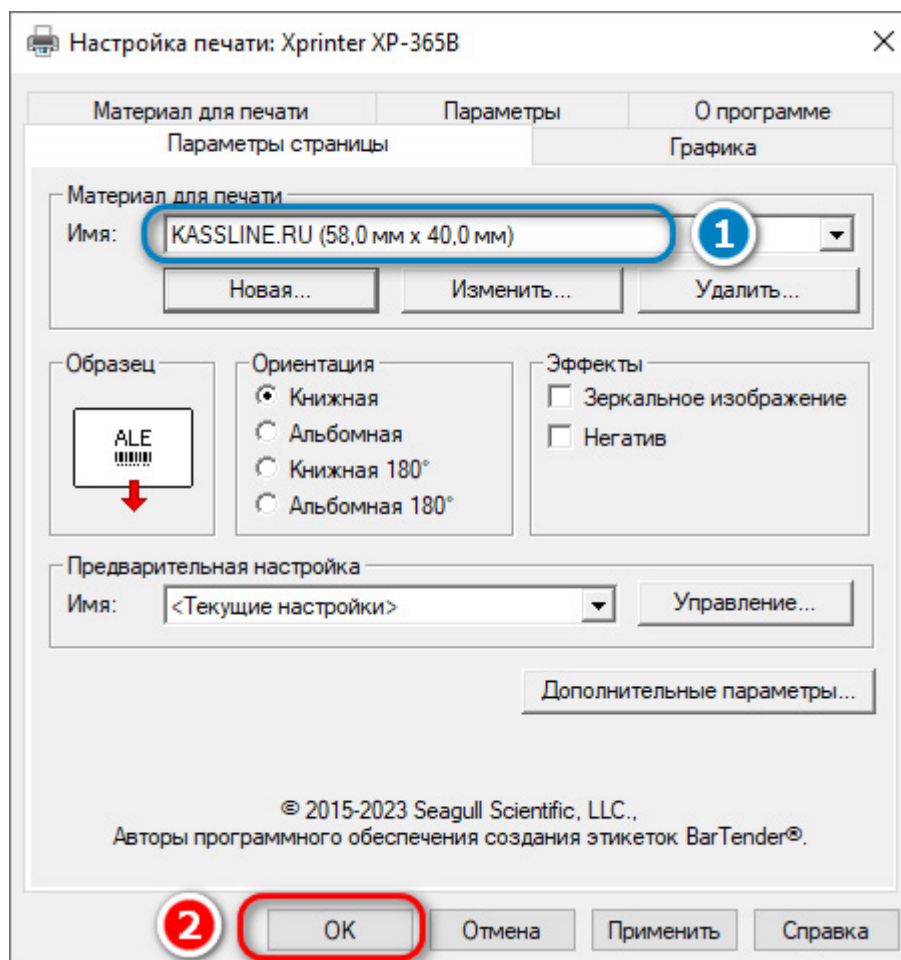 Настройка печати: Xprinter XP-365B
Материал для печати Параметры О программе
Параметры страницы Графика
Материал для печати
Имя: KASSLINE.RU (58,0 мм x 40,0 мм) 1
Новая... Изменить... Удалить...
Образец Ориентация Эффекты
Книжная Зеркальное изображение
ALE Альбомная Негатив
Книжная 180°
Альбомная 180°
Предварительная настройка
Имя: <Текущие настройки> Управление...
Дополнительные параметры...
© 2015-2023 Seagull Scientific, LLC.,
Авторы программного обеспечения создания этикеток BarTender®.
2 OK Отмена Применить Справка